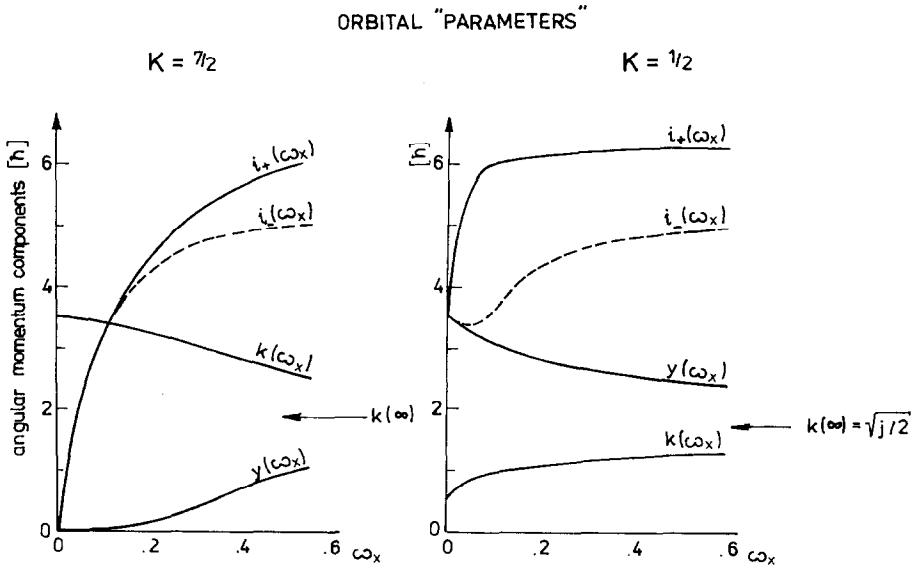 ORBITAL "PARAMETERS"
K = 7/2
K = 1/2
angular momentum components [ħ]
6
4
2
0
i₊(ωₓ)
i₋(ωₓ)
k(ωₓ)
k(∞)
y(ωₓ)
0 .2 .4 .6 ωₓ
[ħ]
6
4
2
0
i₊(ωₓ)
i₋(ωₓ)
y(ωₓ)
k(∞) = √j/2
k(ωₓ)
0 .2 .4 .6 ωₓ